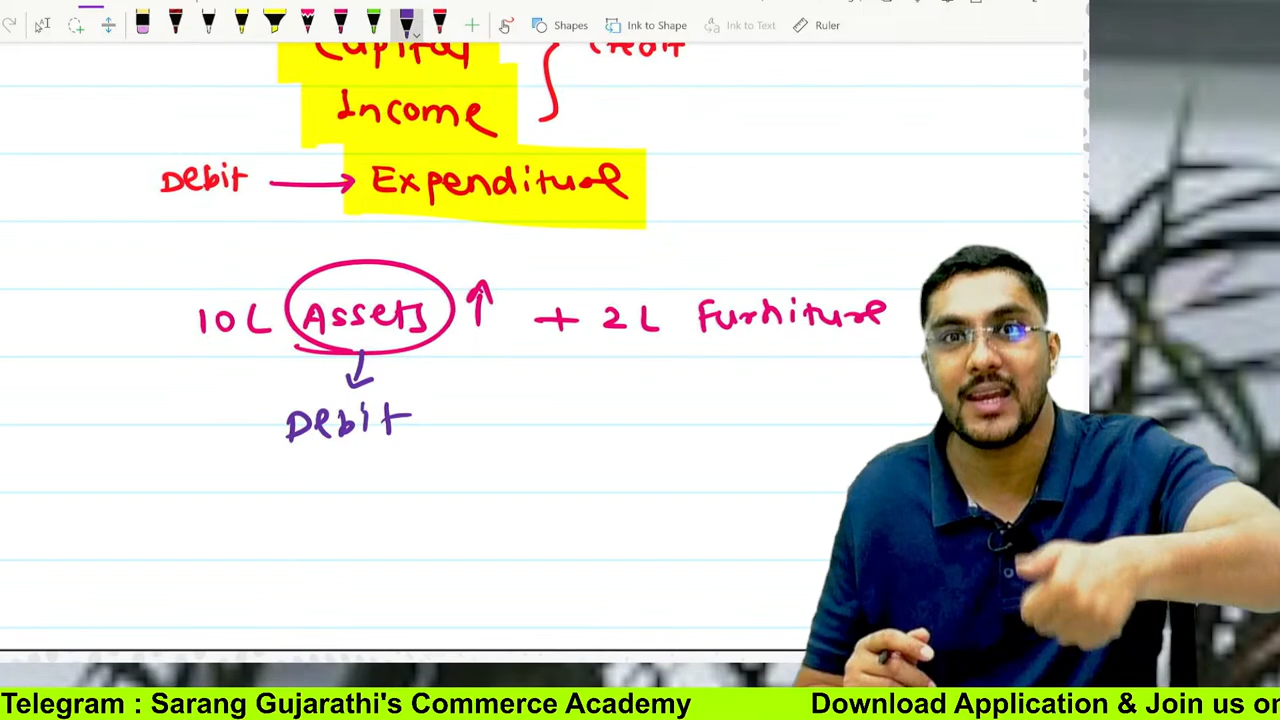 Shapes Ink to Shape Ink to Text Ruler
Capital Credit
Income
Debit → Expenditure
10L Assets ↑ + 2L Furniture
Debit
Telegram : Sarang Gujarathi's Commerce Academy Download Application & Join us